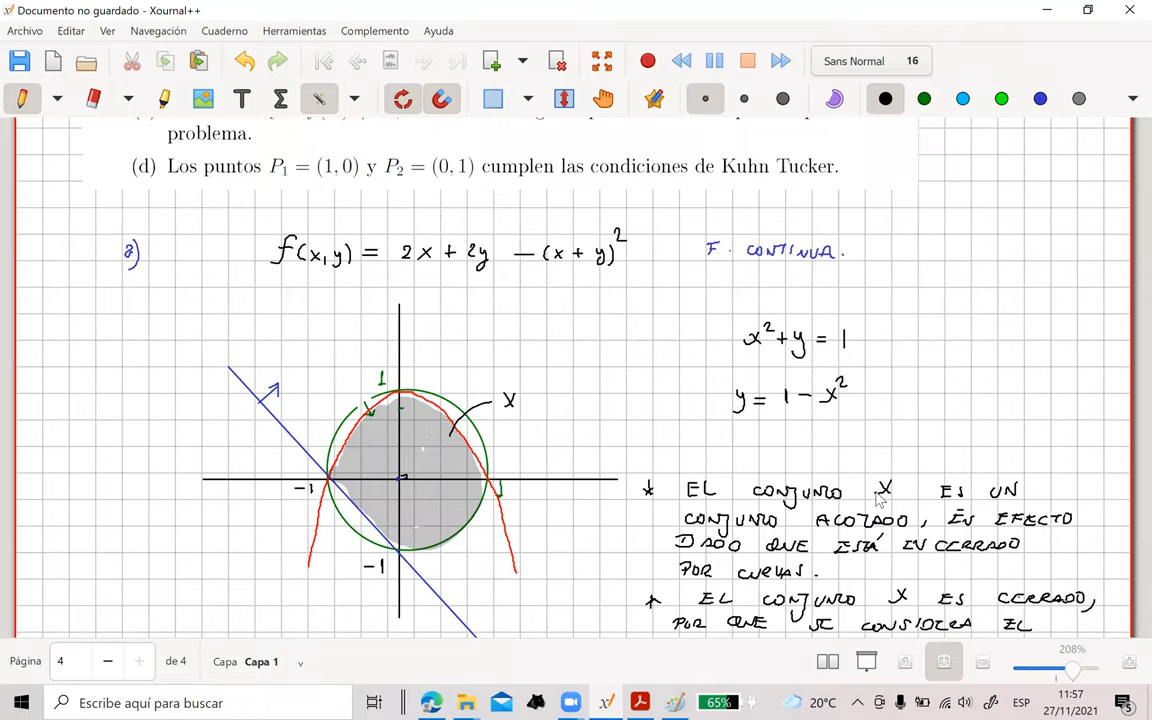 Documento no guardado - Xournal++
Archivo Editar Ver Navegación Cuaderno Herramientas Complemento Ayuda
Sans Normal 16
problema.
(d) Los puntos P₁ = (1, 0) y P₂ = (0, 1) cumplen las condiciones de Kuhn Tucker.
8) f(x,y) = 2x + 2y − (x + y)² F. CONTINUA.
x² + y = 1
y = 1 − x²
1
X
-1
1
-1
* EL CONJUNTO X ES UN
CONJUNTO ACOTADO, EN EFECTO
DADO QUE ESTÁ ENCERRADO
POR CURVAS.
* EL CONJUNTO X ES CERRADO,
POR QUE SE CONSIDERA EL
Página 4 de 4 Capa Capa 1 208%
Escribe aquí para buscar 65% 20°C ESP 11:57
27/11/2021 5